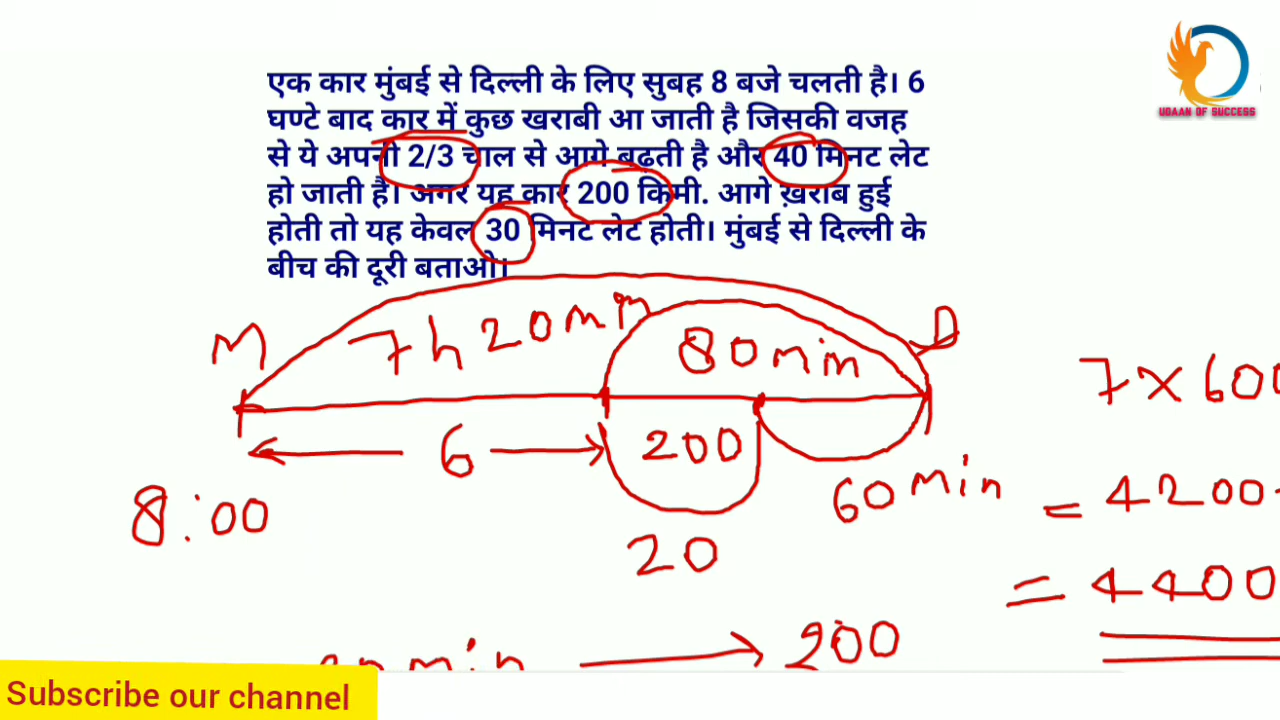 एक कार मुंबई से दिल्ली के लिए सुबह 8 बजे चलती है। 6
घण्टे बाद कार में कुछ खराबी आ जाती है जिसकी वजह
से ये अपनी 2/3 चाल से आगे बढ़ती है और 40 मिनट लेट
हो जाती है। अगर यह कार 200 किमी. आगे ख़राब हुई
होती तो यह केवल 30 मिनट लेट होती। मुंबई से दिल्ली के
बीच की दूरी बताओ।
UDAAN OF SUCCESS
M 7h 20min 80min D
7×600
6 200
60min
= 4200
8:00
20
= 4400
min → 200
Subscribe our channel